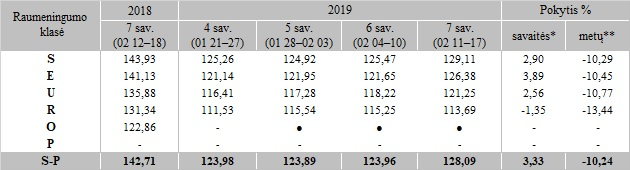 Raumeningumo klasė 2018 2019 Pokytis %
7 sav. (02 12–18) 4 sav. (01 21–27) 5 sav. (01 28–02 03) 6 sav. (02 04–10) 7 sav. (02 11–17) savaitės* metų**
S 143,93 125,26 124,92 125,47 129,11 2,90 -10,29
E 141,13 121,14 121,95 121,65 126,38 3,89 -10,45
U 135,88 116,41 117,28 118,22 121,25 2,56 -10,77
R 131,34 111,53 115,54 115,25 113,69 -1,35 -13,44
O 122,86 - ● ● ● - -
P - - - - - - -
S-P 142,71 123,98 123,89 123,96 128,09 3,33 -10,24